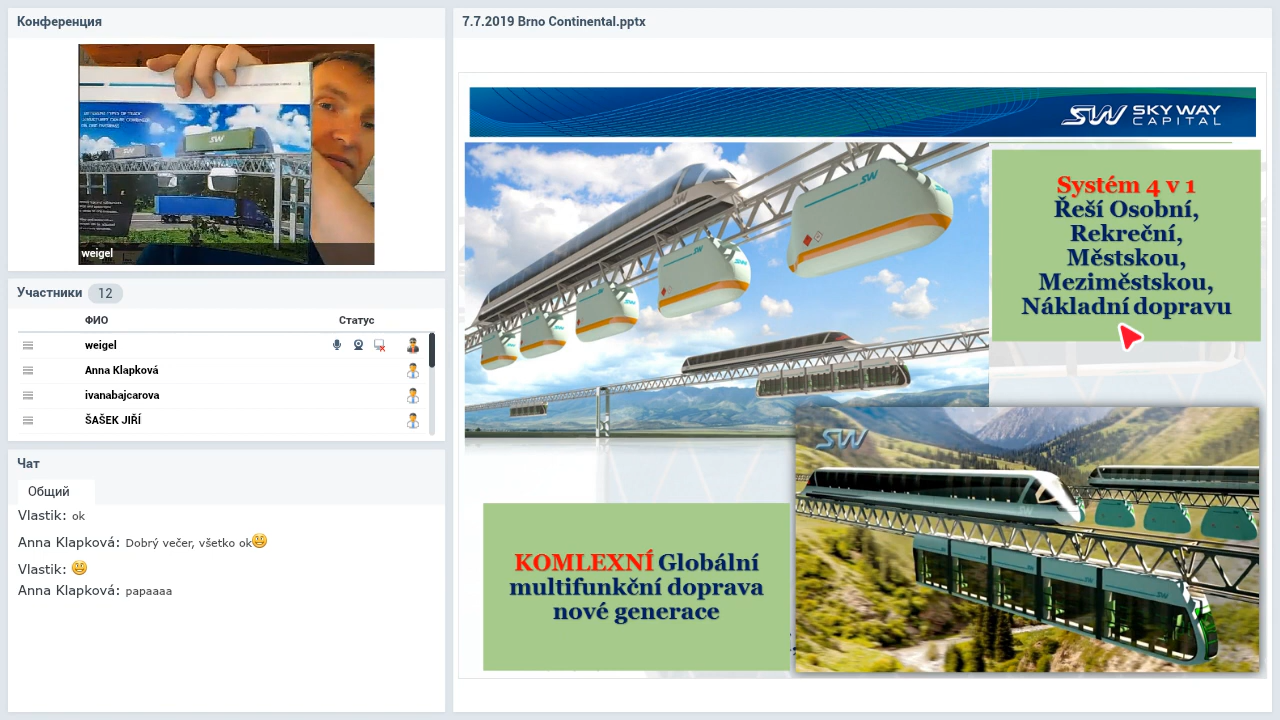 Конференция
weigel
Участники 12
ФИО Статус
weigel
Anna Klapková
ivanabajcarova
ŠAŠEK JIŘÍ
Чат
Общий
Vlastik: ok
Anna Klapková: Dobrý večer, všetko ok
Vlastik:
Anna Klapková: papaaaa
7.7.2019 Brno Continental.pptx
SW SKY WAY
CAPITAL
Systém 4 v 1
Řeší Osobní,
Rekreční,
Městskou,
Meziměstskou,
Nákladní dopravu
SW
KOMLEXNÍ Globální
multifunkční doprava
nové generace